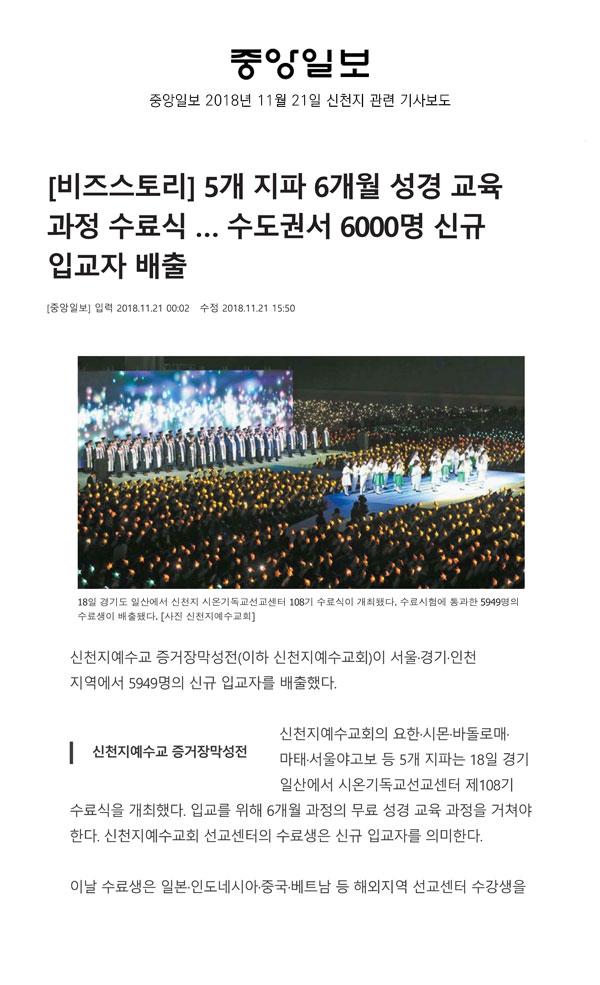 중앙일보
중앙일보 2018년 11월 21일 신천지 관련 기사보도
[비즈스토리] 5개 지파 6개월 성경 교육
과정 수료식 ... 수도권서 6000명 신규
입교자 배출
[중앙일보] 입력 2018.11.21 00:02 수정 2018.11.21 15:50
18일 경기도 일산에서 신천지 시온기독교선교센터 108기 수료식이 개최됐다. 수료시험에 통과한 5949명의
수료생이 배출됐다. [사진 신천지예수교회]
신천지예수교 증거장막성전(이하 신천지예수교회)이 서울·경기·인천
지역에서 5949명의 신규 입교자를 배출했다.
신천지예수교 증거장막성전
신천지예수교회의 요한·시몬·바돌로매·
마태·서울야고보 등 5개 지파는 18일 경기
일산에서 시온기독교선교센터 제108기
수료식을 개최했다. 입교를 위해 6개월 과정의 무료 성경 교육 과정을 거쳐야
한다. 신천지예수교회 선교센터의 수료생은 신규 입교자를 의미한다.
이날 수료생은 일본·인도네시아·중국·베트남 등 해외지역 선교센터 수강생을